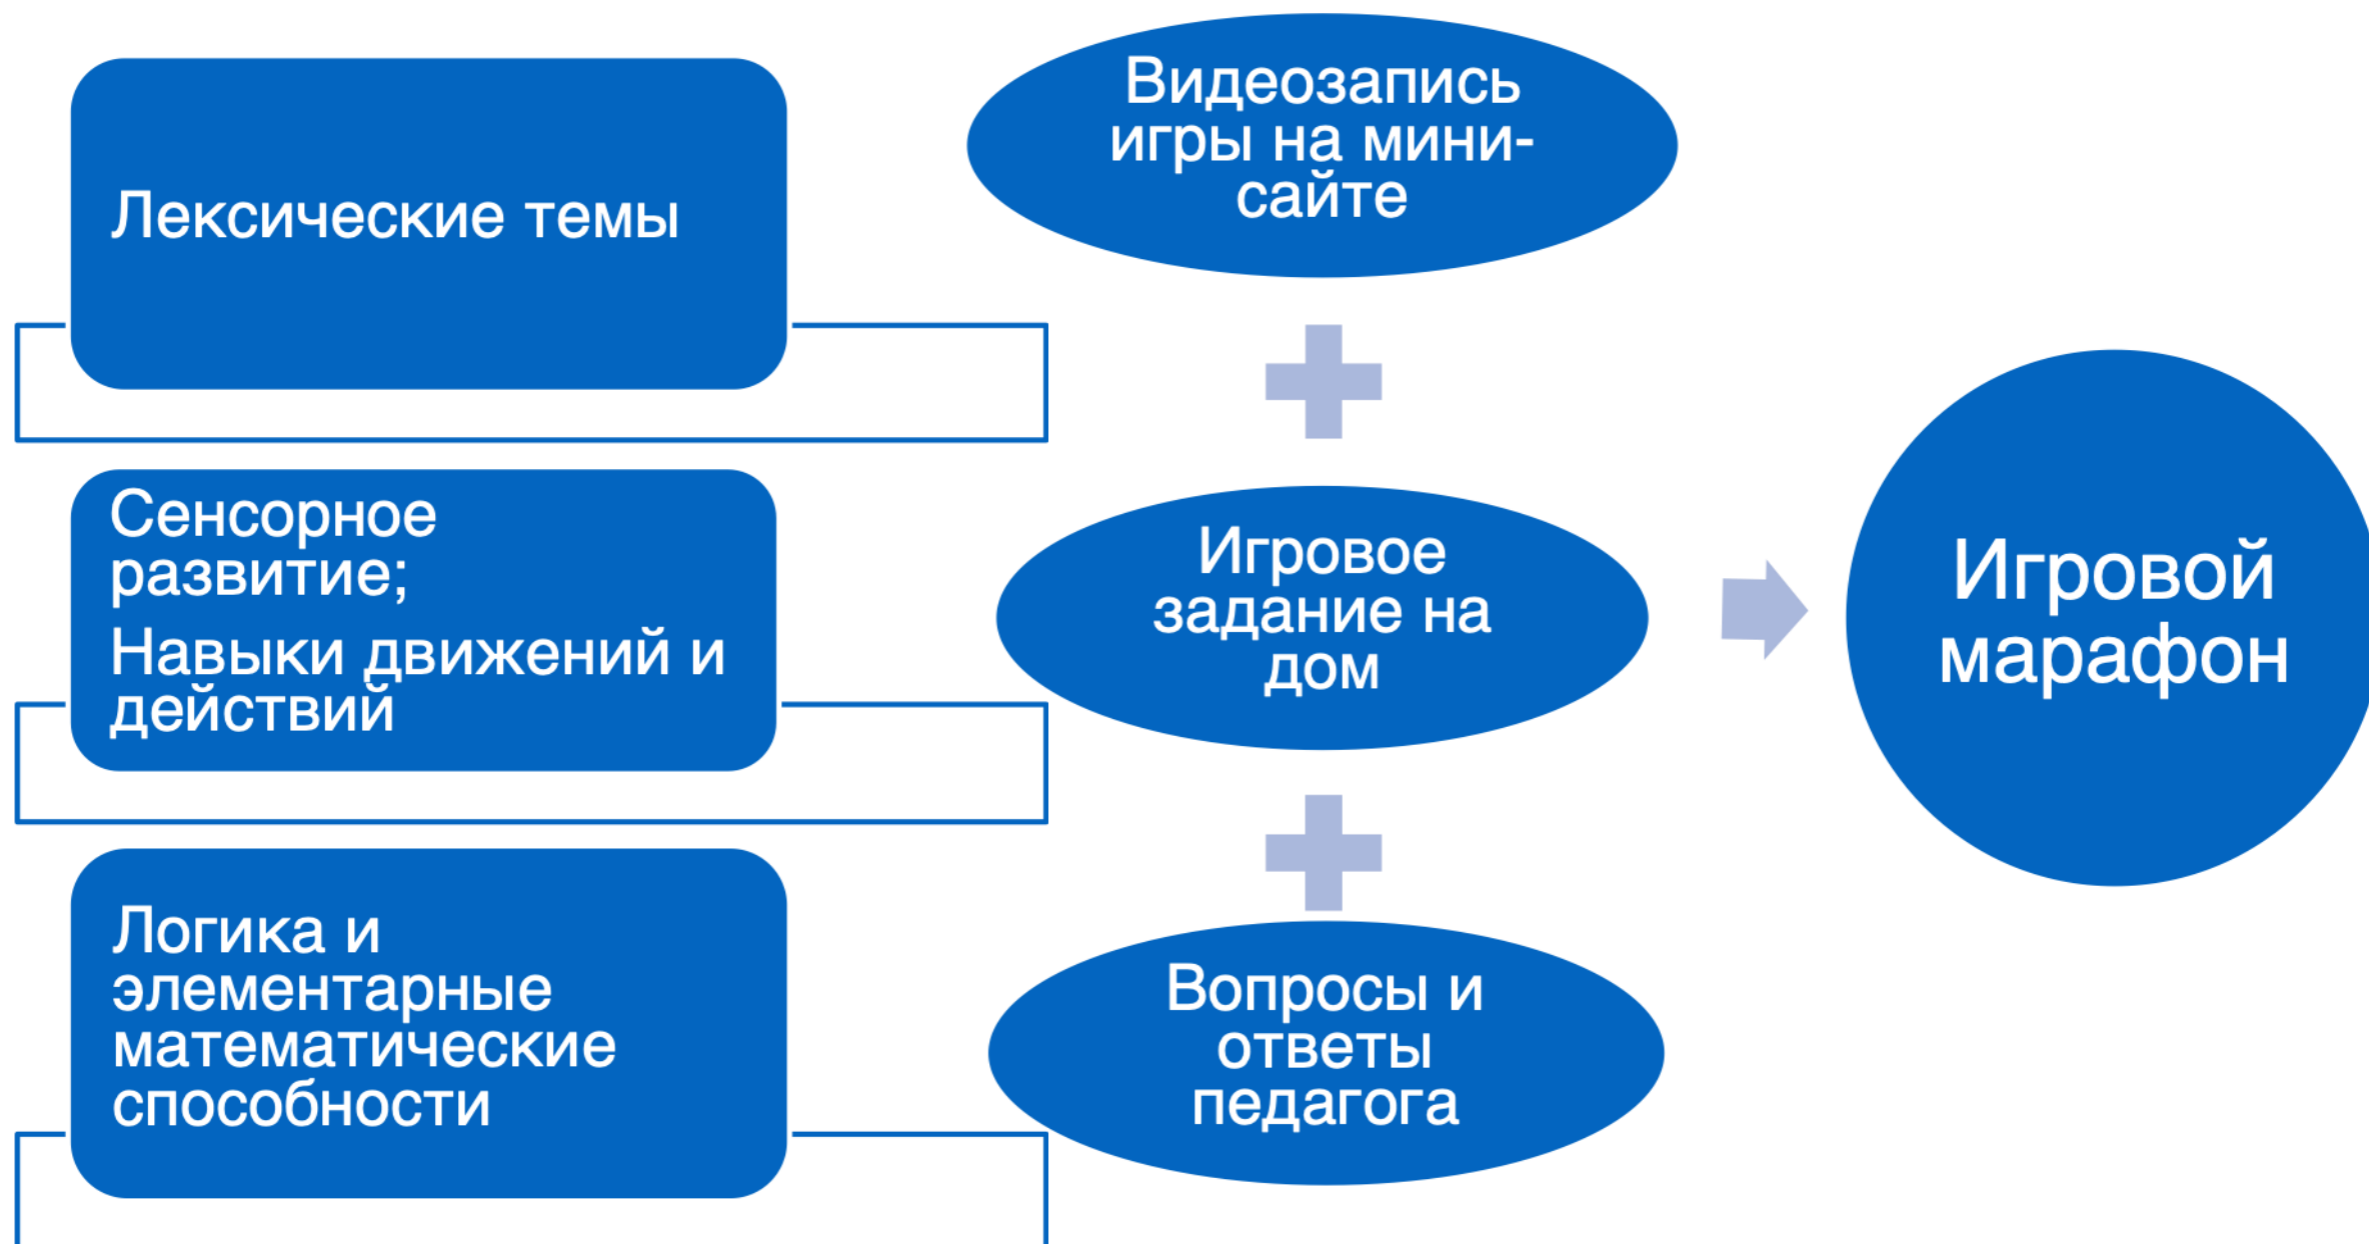 Лексические темы
Сенсорное
развитие;
Навыки движений и
действий
Логика и
элементарные
математические
способности
Видеозапись
игры на мини-
сайте
Игровое
задание на
дом
Вопросы и
ответы
педагога
Игровой
марафон